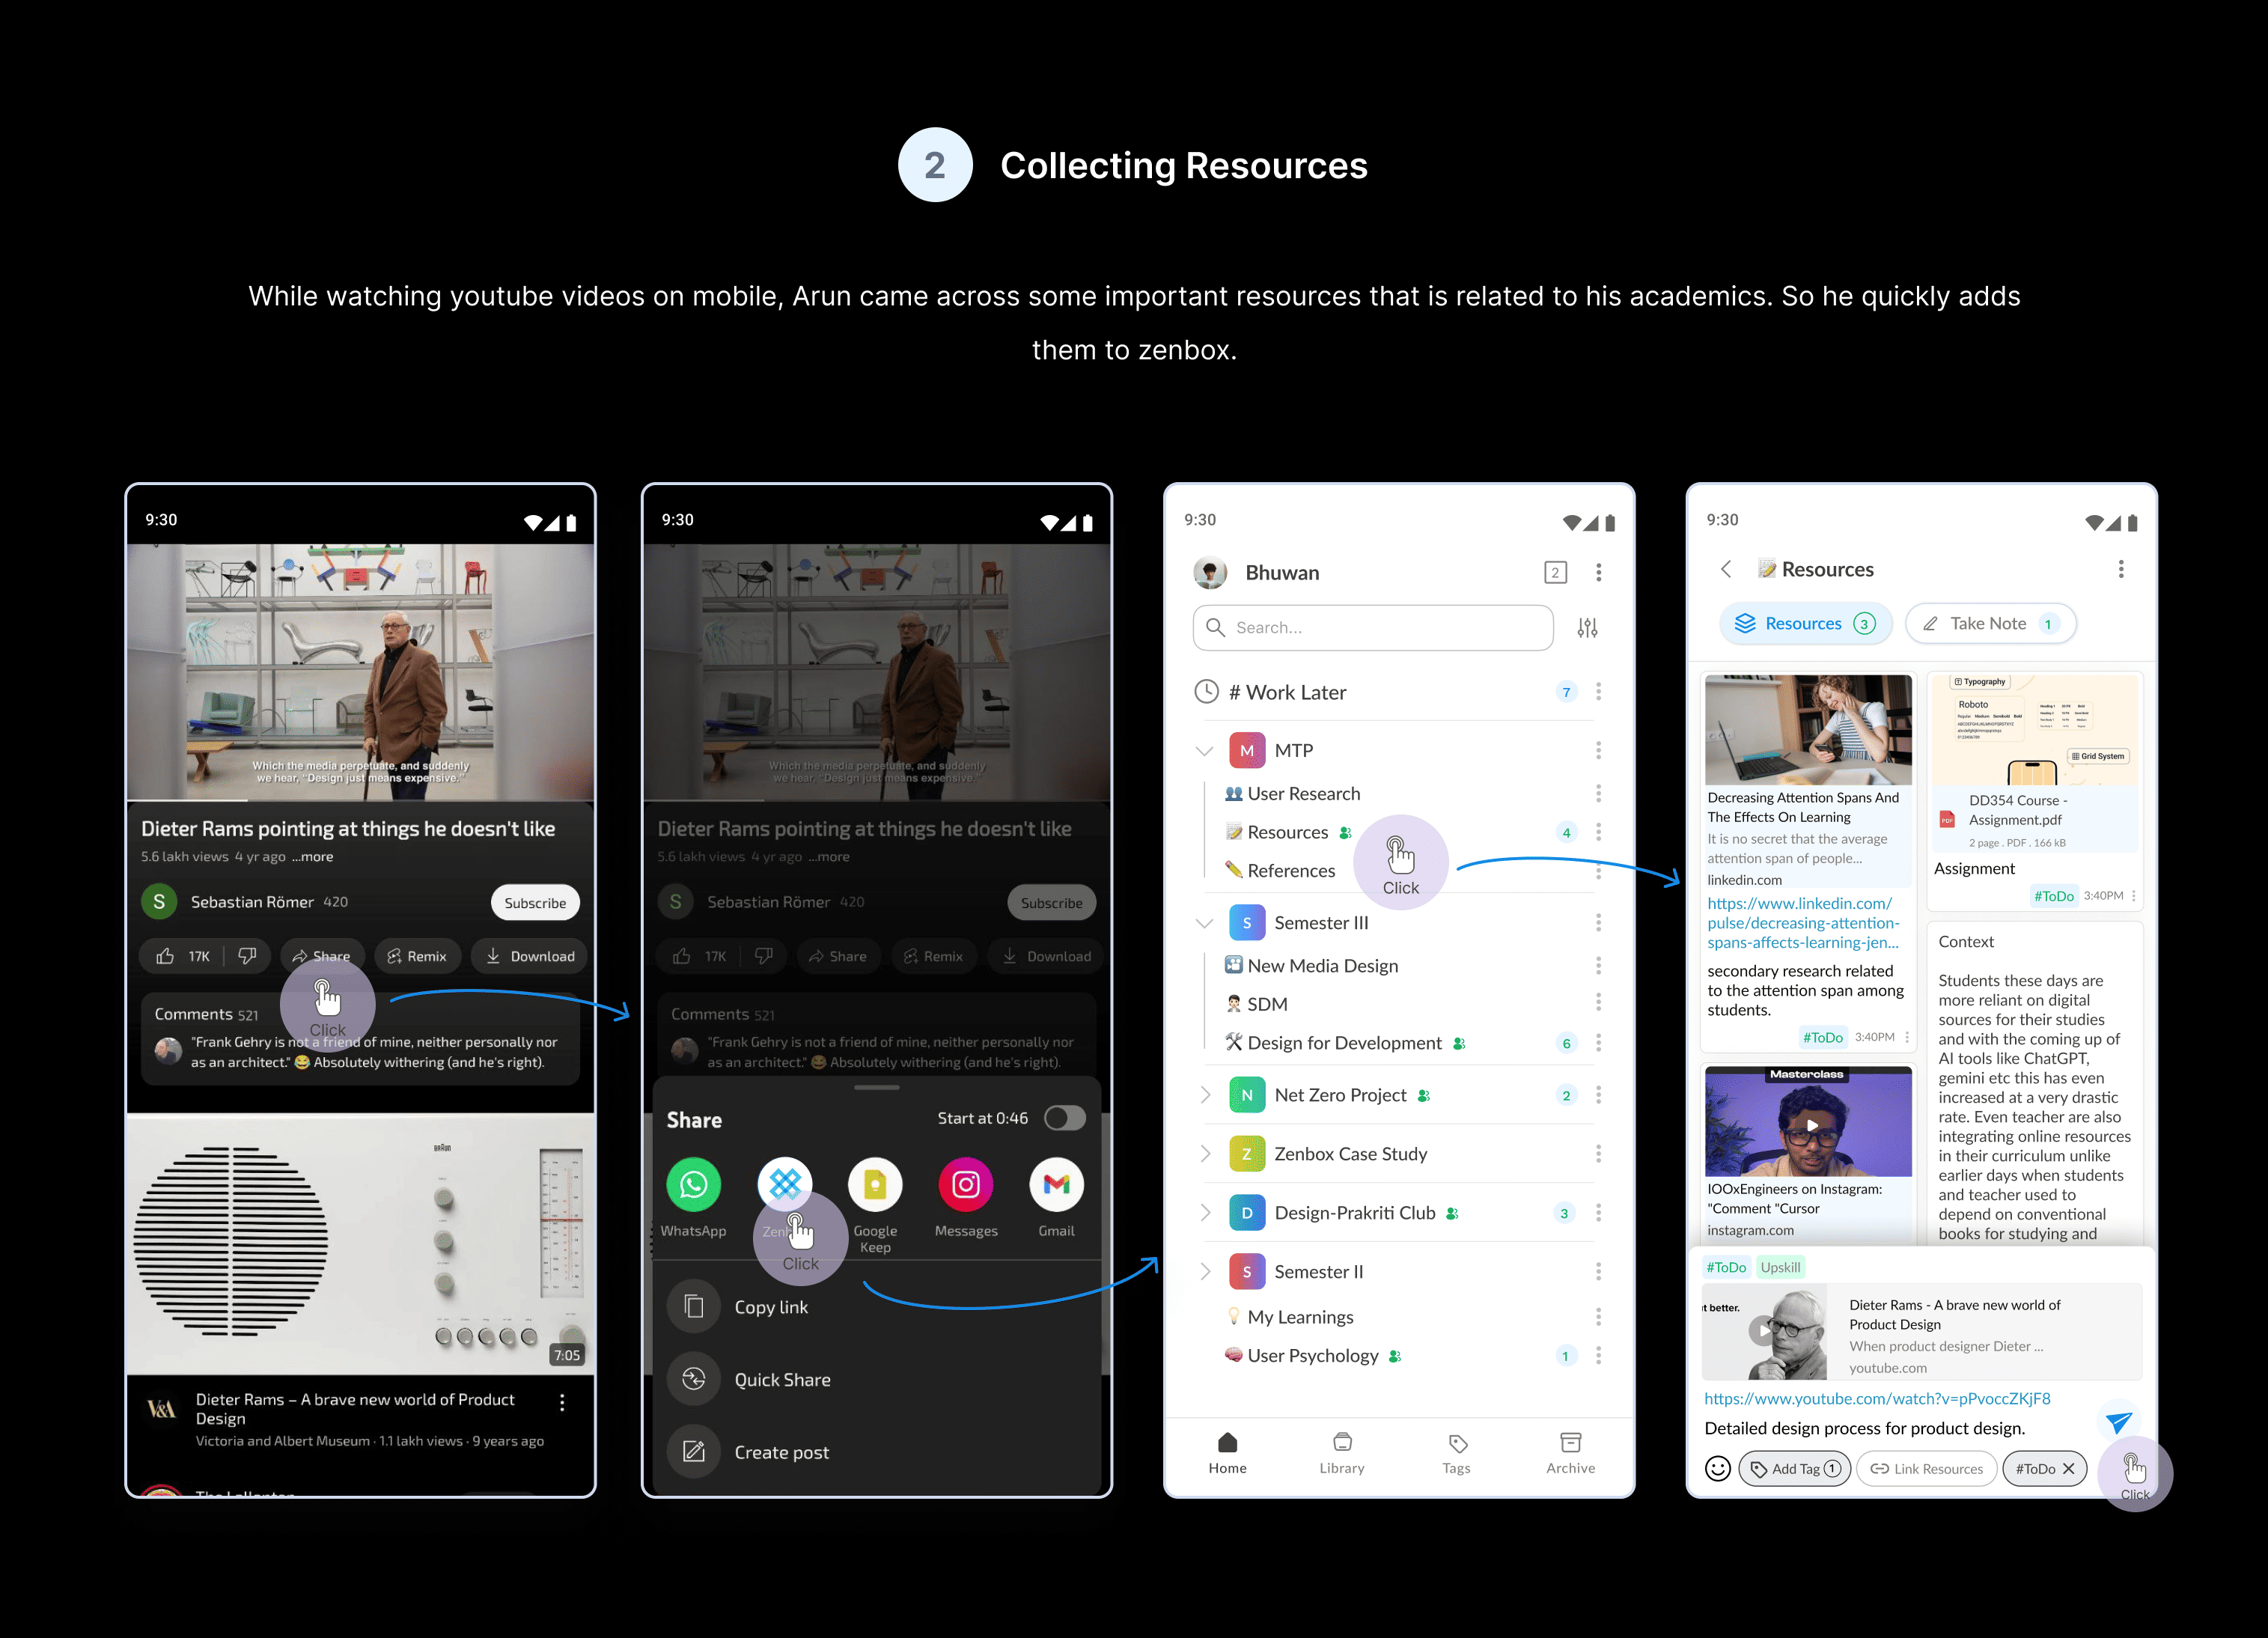 2 Collecting Resources
While watching youtube videos on mobile, Arun came across some important resources that is related to his academics. So he quickly adds
them to zenbox.
9:30
Which the media perpetuate, and suddenly
we hear, "Design just means expensive."
Dieter Rams pointing at things he doesn't like
5.6 lakh views 4 yr ago ...more
S Sebastian Römer 420 Subscribe
17K Share Remix Download
Click
Comments 521
"Frank Gehry is not a friend of mine, neither personally nor
as an architect." 😂 Absolutely withering (and he's right).
BRAUN
7:05
V&A Dieter Rams – A brave new world of Product
Design
Victoria and Albert Museum · 1.1 lakh views · 9 years ago
9:30
Which the media perpetuate, and suddenly
we hear, "Design just means expensive."
Dieter Rams pointing at things he doesn't like
5.6 lakh views 4 yr ago ...more
S Sebastian Römer 420 Subscribe
17K Share Remix Download
Comments 521
"Frank Gehry is not a friend of mine, neither personally nor
as an architect." 😂 Absolutely withering (and he's right).
Share Start at 0:46
WhatsApp Google Messages Gmail
Keep
Click
Copy link
Quick Share
Create post
9:30
Bhuwan 2
Search...
# Work Later 7
M MTP
User Research
Resources 4
References
Click
S Semester III
New Media Design
SDM
Design for Development 6
N Net Zero Project 2
Z Zenbox Case Study
D Design-Prakriti Club 3
S Semester II
My Learnings
User Psychology 1
Home Library Tags Archive
9:30
Resources
Resources 3 Take Note 1
Decreasing Attention Spans And
The Effects On Learning
It is no secret that the average
attention span of people...
linkedin.com
https://www.linkedin.com/
pulse/decreasing-attention-
spans-affects-learning-jen...
secondary research related
to the attention span among
students.
#ToDo 3:40PM
Masterclass
IOOxEngineers on Instagram:
"Comment "Cursor
instagram.com
Typography
Roboto
Grid System
PDF DD354 Course -
Assignment.pdf
2 page . PDF . 166 kB
Assignment
#ToDo 3:40PM
Context
Students these days are
more reliant on digital
sources for their studies
and with the coming up of
AI tools like ChatGPT,
gemini etc this has even
increased at a very drastic
rate. Even teacher are also
integrating online resources
in their curriculum unlike
earlier days when students
and teacher used to
depend on conventional
books for studying and
#ToDo Upskill
t better.
Dieter Rams - A brave new world of
Product Design
When product designer Dieter ...
youtube.com
https://www.youtube.com/watch?v=pPvoccZKjF8
Detailed design process for product design.
Add Tag 1 Link Resources #ToDo
Click